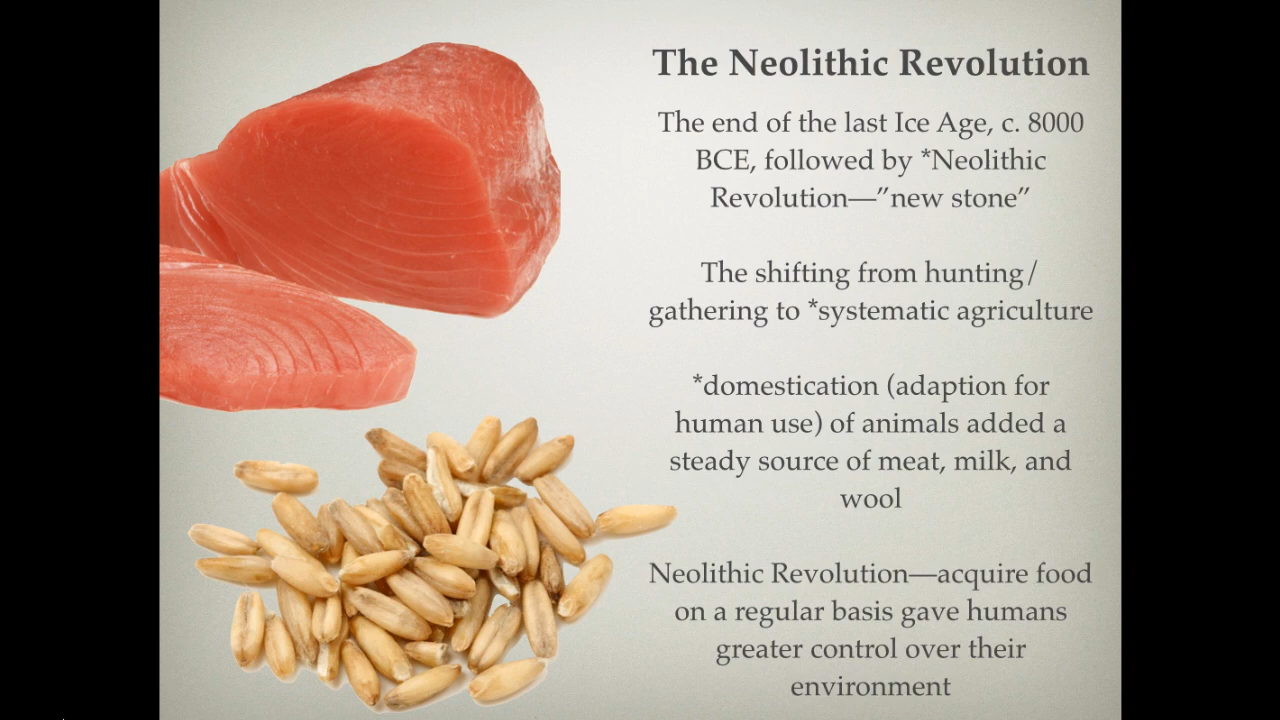 The Neolithic Revolution
The end of the last Ice Age, c. 8000
BCE, followed by *Neolithic
Revolution—”new stone”
The shifting from hunting/
gathering to *systematic agriculture
*domestication (adaption for
human use) of animals added a
steady source of meat, milk, and
wool
Neolithic Revolution—acquire food
on a regular basis gave humans
greater control over their
environment